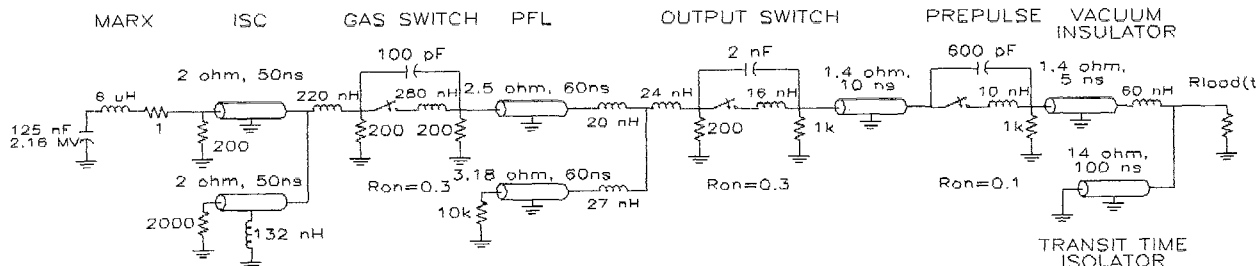 MARX
ISC
GAS SWITCH
PFL
OUTPUT SWITCH
PREPULSE
VACUUM
INSULATOR
2 ohm, 50ns
100 pF
2 nF
600 pF
1.4 ohm,
5 ns
6 uH
220 nH
280 nH
2.5 ohm, 60ns
24 nH
16 nH
1.4 ohm,
10 ns
10 nH
60 nH
Rload(t
125 nF
2.16 MV
1
200
200
200
20 nH
200
1k
1k
2 ohm, 50ns
Ron=0.3
3.18 ohm, 60ns
Ron=0.3
Ron=0.1
14 ohm,
100 ns
2000
132 nH
10k
27 nH
TRANSIT TIME
ISOLATOR